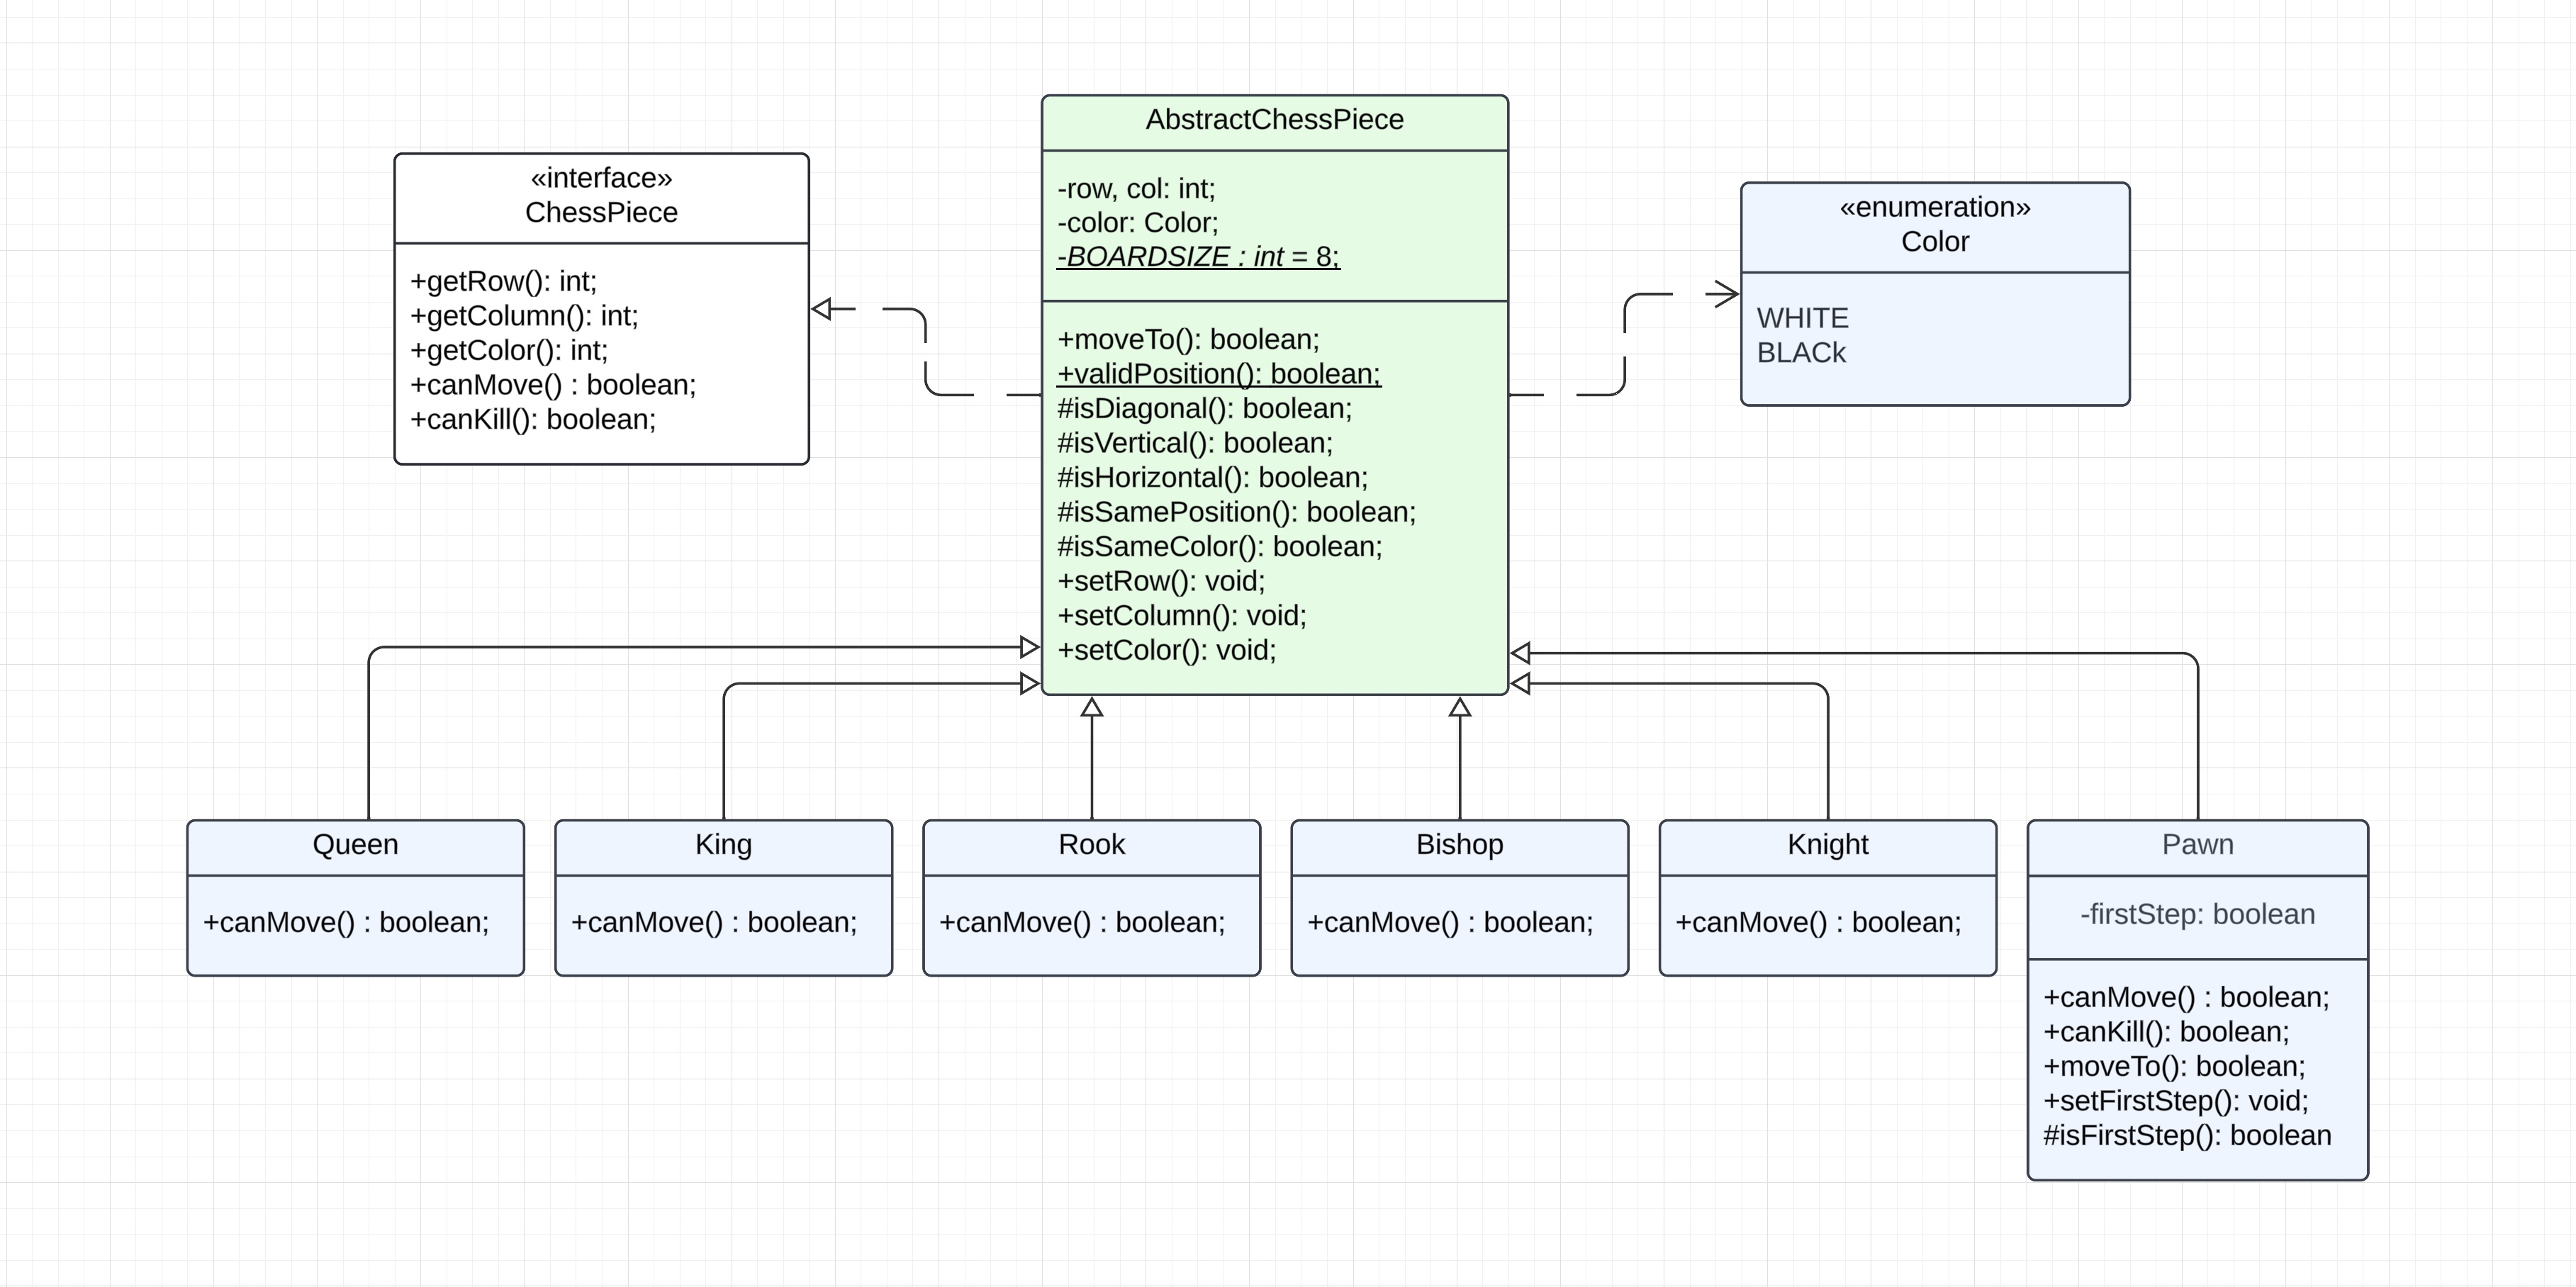 AbstractChessPiece
-row, col: int;
-color: Color;
-BOARDSIZE : int = 8;
+moveTo(): boolean;
+validPosition(): boolean;
#isDiagonal(): boolean;
#isVertical(): boolean;
#isHorizontal(): boolean;
#isSamePosition(): boolean;
#isSameColor(): boolean;
+setRow(): void;
+setColumn(): void;
+setColor(): void;
«interface»
ChessPiece
+getRow(): int;
+getColumn(): int;
+getColor(): int;
+canMove() : boolean;
+canKill(): boolean;
«enumeration»
Color
WHITE
BLACk
Queen
+canMove() : boolean;
King
+canMove() : boolean;
Rook
+canMove() : boolean;
Bishop
+canMove() : boolean;
Knight
+canMove() : boolean;
Pawn
-firstStep: boolean
+canMove() : boolean;
+canKill(): boolean;
+moveTo(): boolean;
+setFirstStep(): void;
#isFirstStep(): boolean